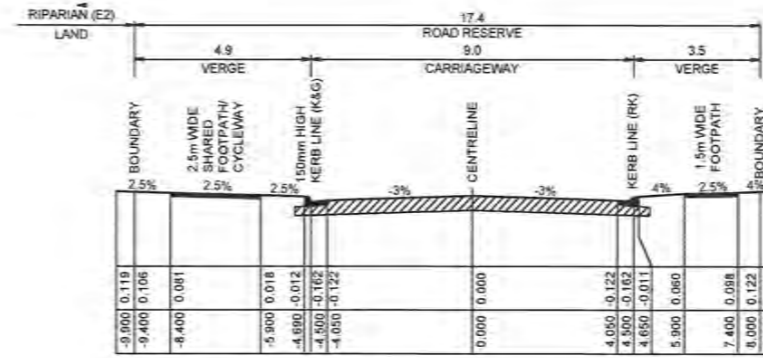 RIPARIAN (E2)
LAND
17.4
ROAD RESERVE
4.9
VERGE
9.0
CARRIAGEWAY
3.5
VERGE
BOUNDARY
2.5m WIDE
SHARED
FOOTPATH/
CYCLEWAY
150mm HIGH
KERB LINE (K&G)
CENTRELINE
KERB LINE (RK)
1.5m WIDE
FOOTPATH
BOUNDARY
2.5%
2.5%
2.5%
-3%
-3%
4%
2.5%
4%
0.119 0.106 0.081 0.018 -0.012 -0.162 -0.122 0.000 -0.122 -0.162 -0.011 0.060 0.098 0.122
-9.900 -9.400 -8.400 -5.900 -4.690 -4.500 -4.050 0.000 4.050 4.500 4.650 5.900 7.400 8.000